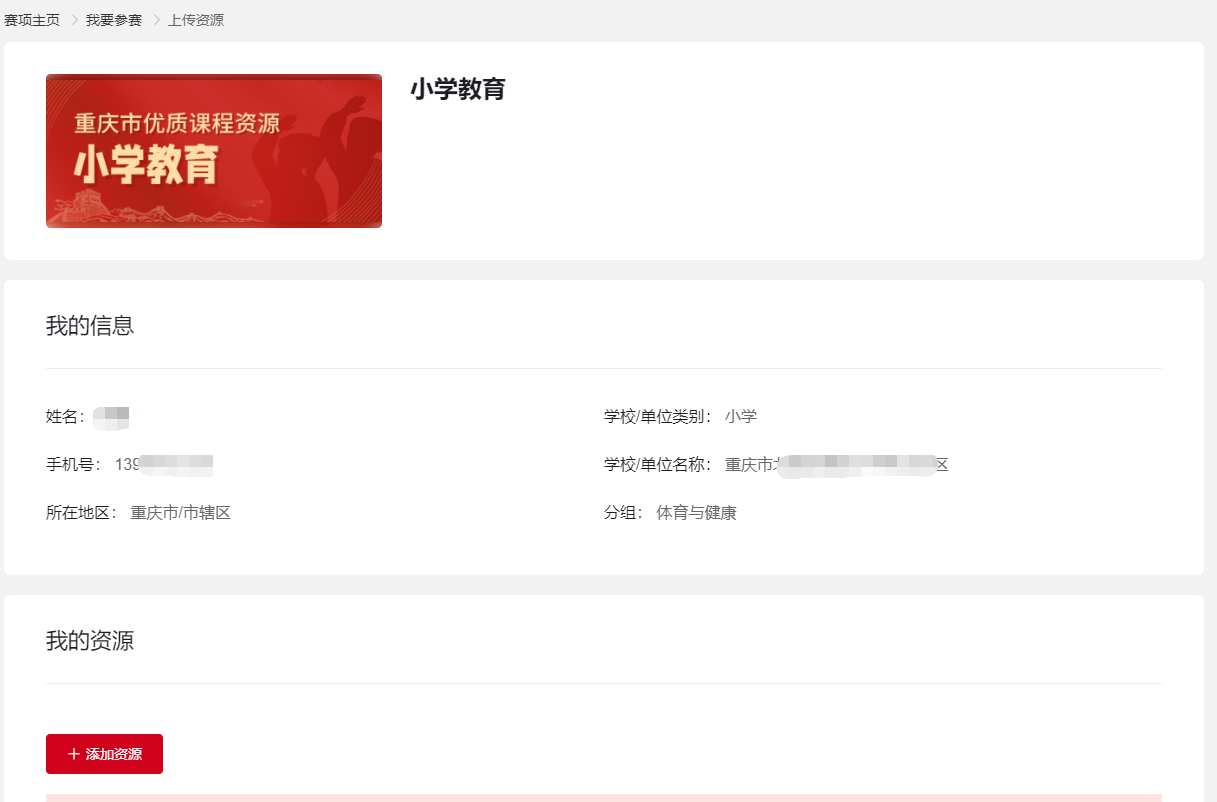 赛项主页 > 我要参赛 > 上传资源
重庆市优质课程资源
小学教育
小学教育
我的信息
姓名：
学校/单位类别： 小学
手机号： 139
学校/单位名称： 重庆市 区
所在地区： 重庆市/市辖区
分组： 体育与健康
我的资源
+ 添加资源